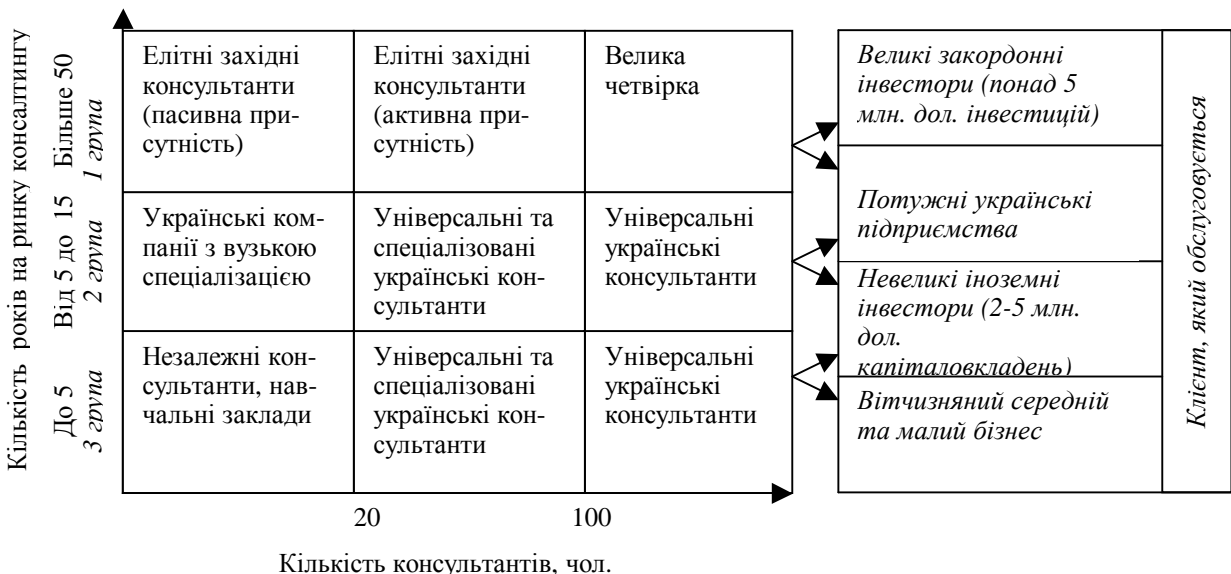 Кількість років на ринку консалтингу
Більше 50
1 група
Від 5 до 15
2 група
До 5
3 група
Елітні західні
консультанти
(пасивна при-
сутність)
Елітні західні
консультанти
(активна при-
сутність)
Велика
четвірка
Українські ком-
панії з вузькою
спеціалізацією
Універсальні та
спеціалізовані
українські кон-
сультанти
Універсальні
українські
консультанти
Незалежні кон-
сультанти, нав-
чальні заклади
Універсальні та
спеціалізовані
українські кон-
сультанти
Універсальні
українські
консультанти
20
100
Кількість консультантів, чол.
Великі закордонні
інвестори (понад 5
млн. дол. інвестицій)
Потужні українські
підприємства
Невеликі іноземні
інвестори (2-5 млн.
дол.
капіталовкладень)
Вітчизняний середній
та малий бізнес
Клієнт, який обслуговується